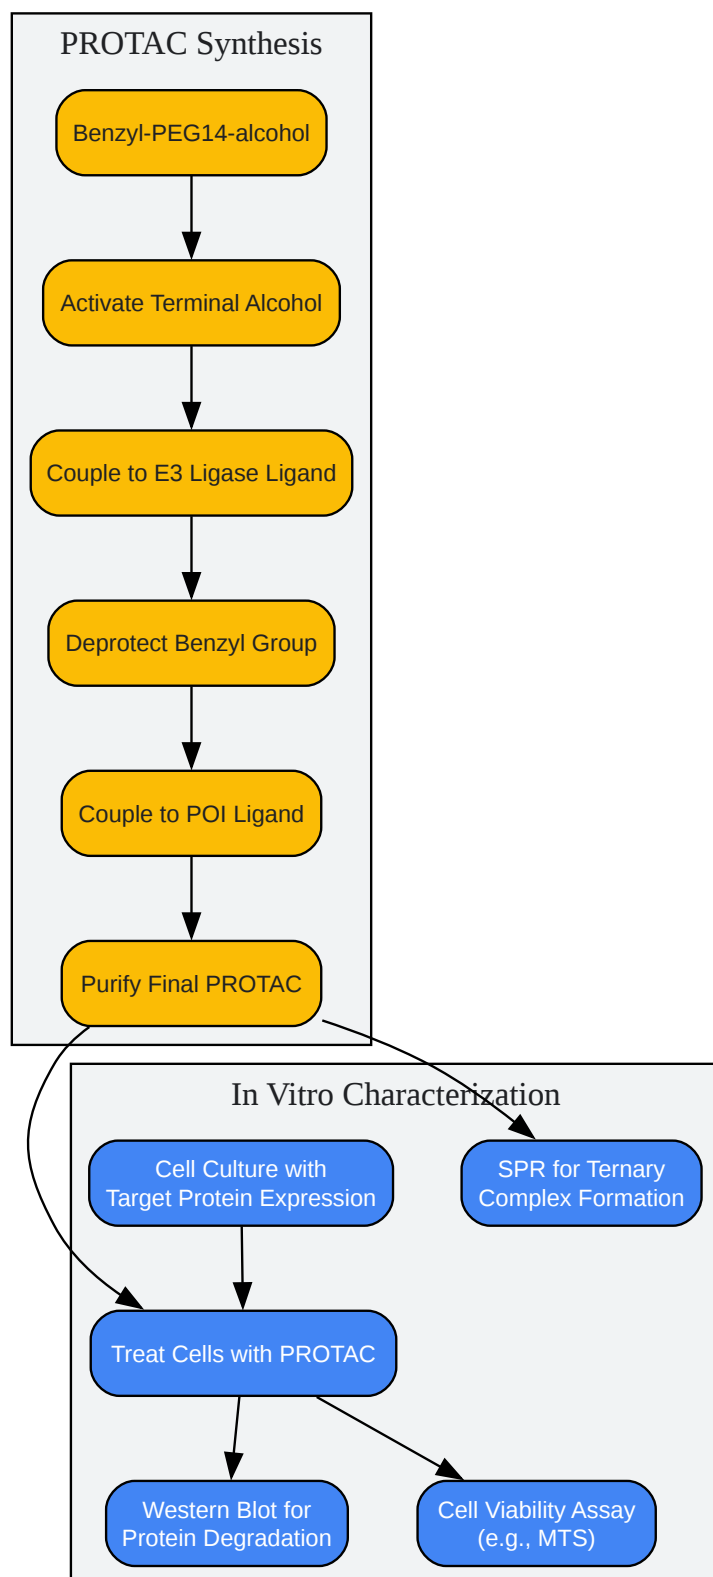 PROTAC Synthesis
Benzyl-PEG14-alcohol
Activate Terminal Alcohol
Couple to E3 Ligase Ligand
Deprotect Benzyl Group
Couple to POI Ligand
Purify Final PROTAC
In Vitro Characterization
Cell Culture with
Target Protein Expression
SPR for Ternary
Complex Formation
Treat Cells with PROTAC
Western Blot for
Protein Degradation
Cell Viability Assay
(e.g., MTS)